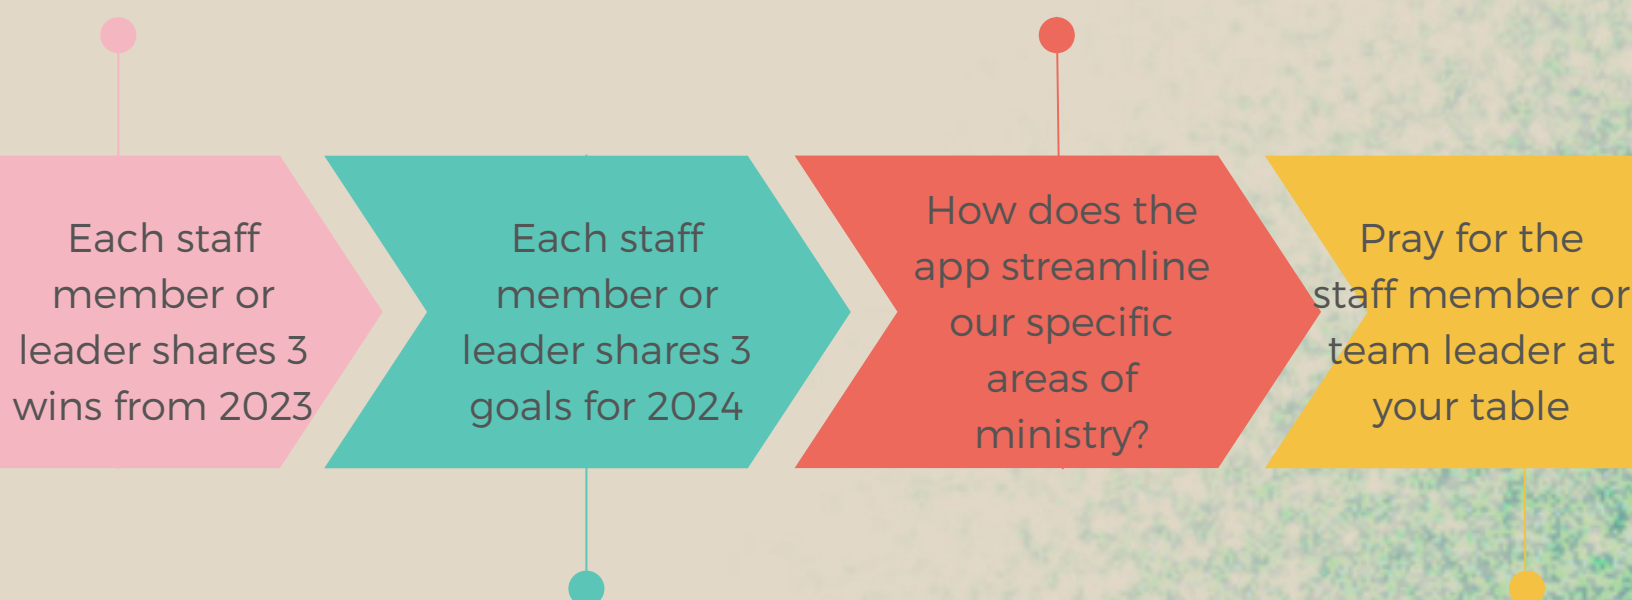 Each staff
member or
leader shares 3
wins from 2023
Each staff
member or
leader shares 3
goals for 2024
How does the
app streamline
our specific
areas of
ministry?
Pray for the
staff member or
team leader at
your table